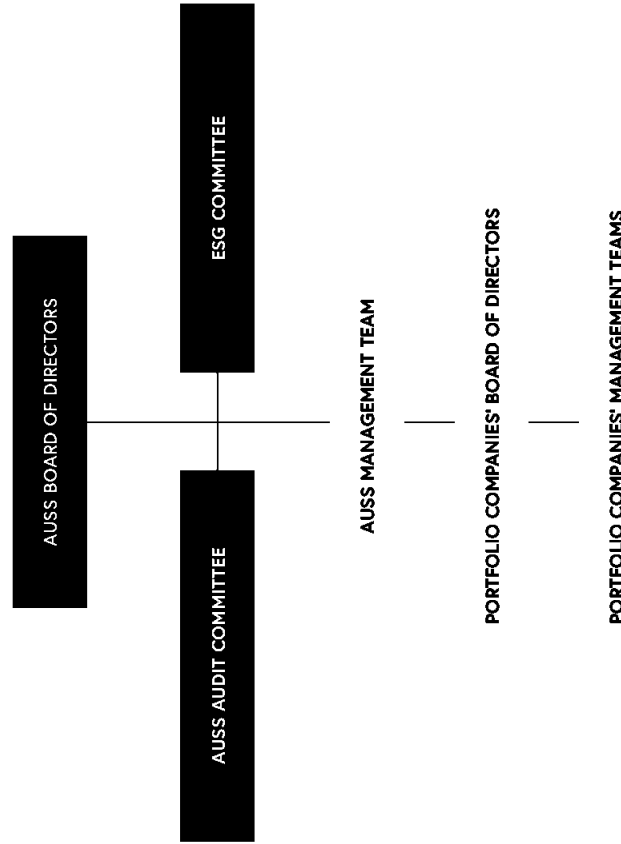 AUSS BOARD OF DIRECTORS
AUSS AUDIT COMMITTEE
ESG COMMITTEE
AUSS MANAGEMENT TEAM
PORTFOLIO COMPANIES' BOARD OF DIRECTORS
PORTFOLIO COMPANIES' MANAGEMENT TEAMS